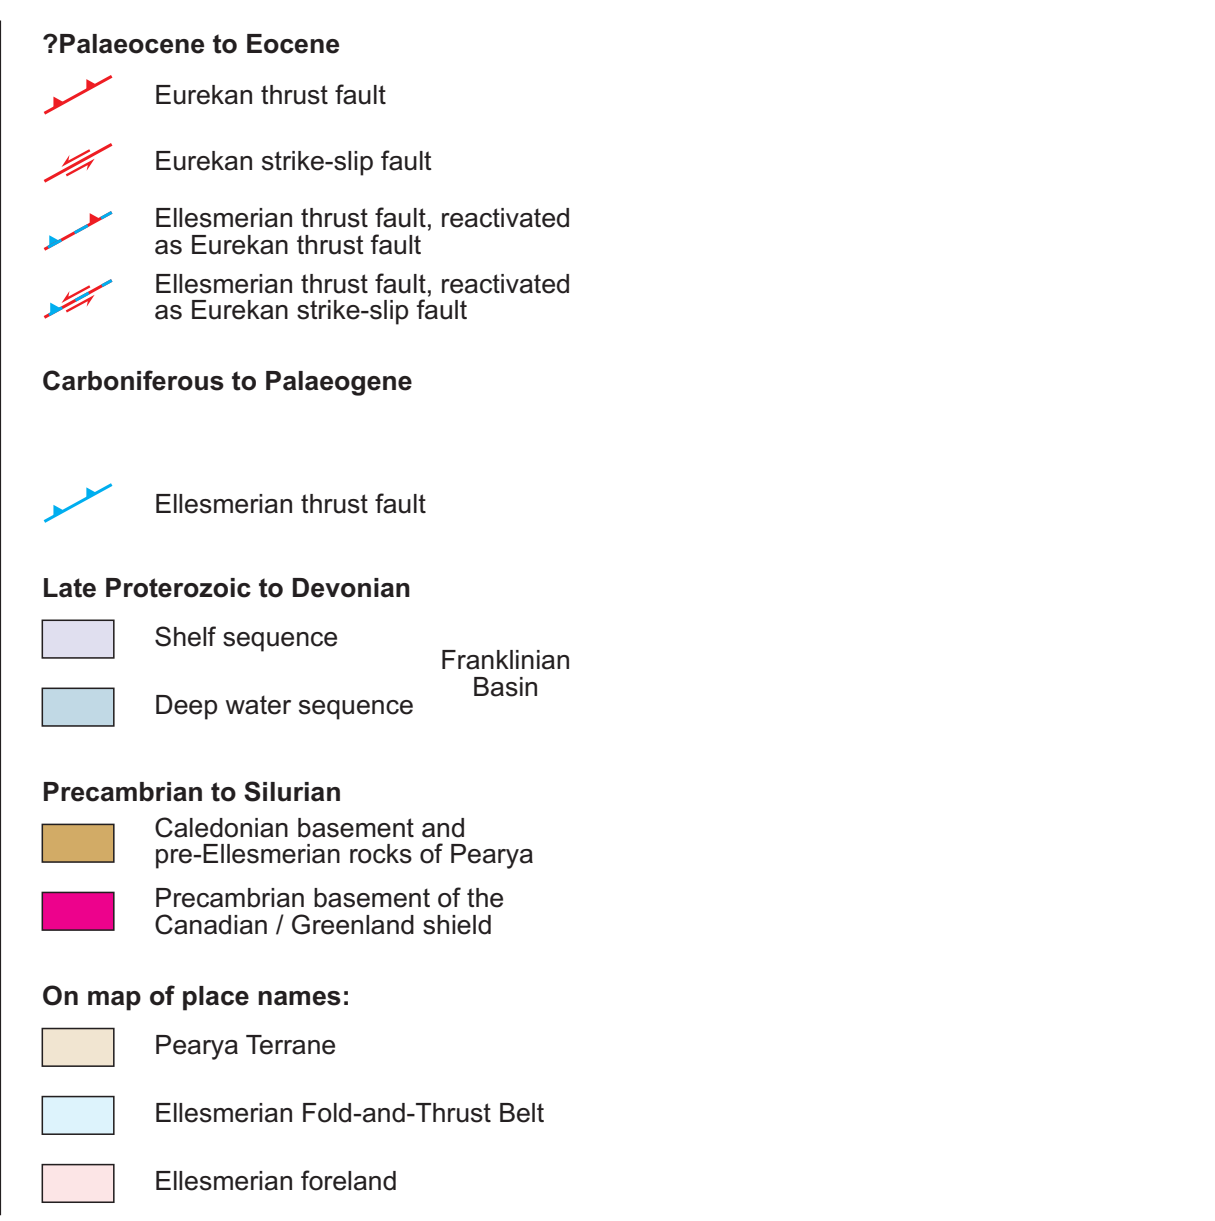 ?Palaeocene to Eocene
Eurekan thrust fault
Eurekan strike-slip fault
Ellesmerian thrust fault, reactivated
as Eurekan thrust fault
Ellesmerian thrust fault, reactivated
as Eurekan strike-slip fault
Carboniferous to Palaeogene
Ellesmerian thrust fault
Late Proterozoic to Devonian
Shelf sequence
Deep water sequence
Franklinian
Basin
Precambrian to Silurian
Caledonian basement and
pre-Ellesmerian rocks of Pearya
Precambrian basement of the
Canadian / Greenland shield
On map of place names:
Pearya Terrane
Ellesmerian Fold-and-Thrust Belt
Ellesmerian foreland